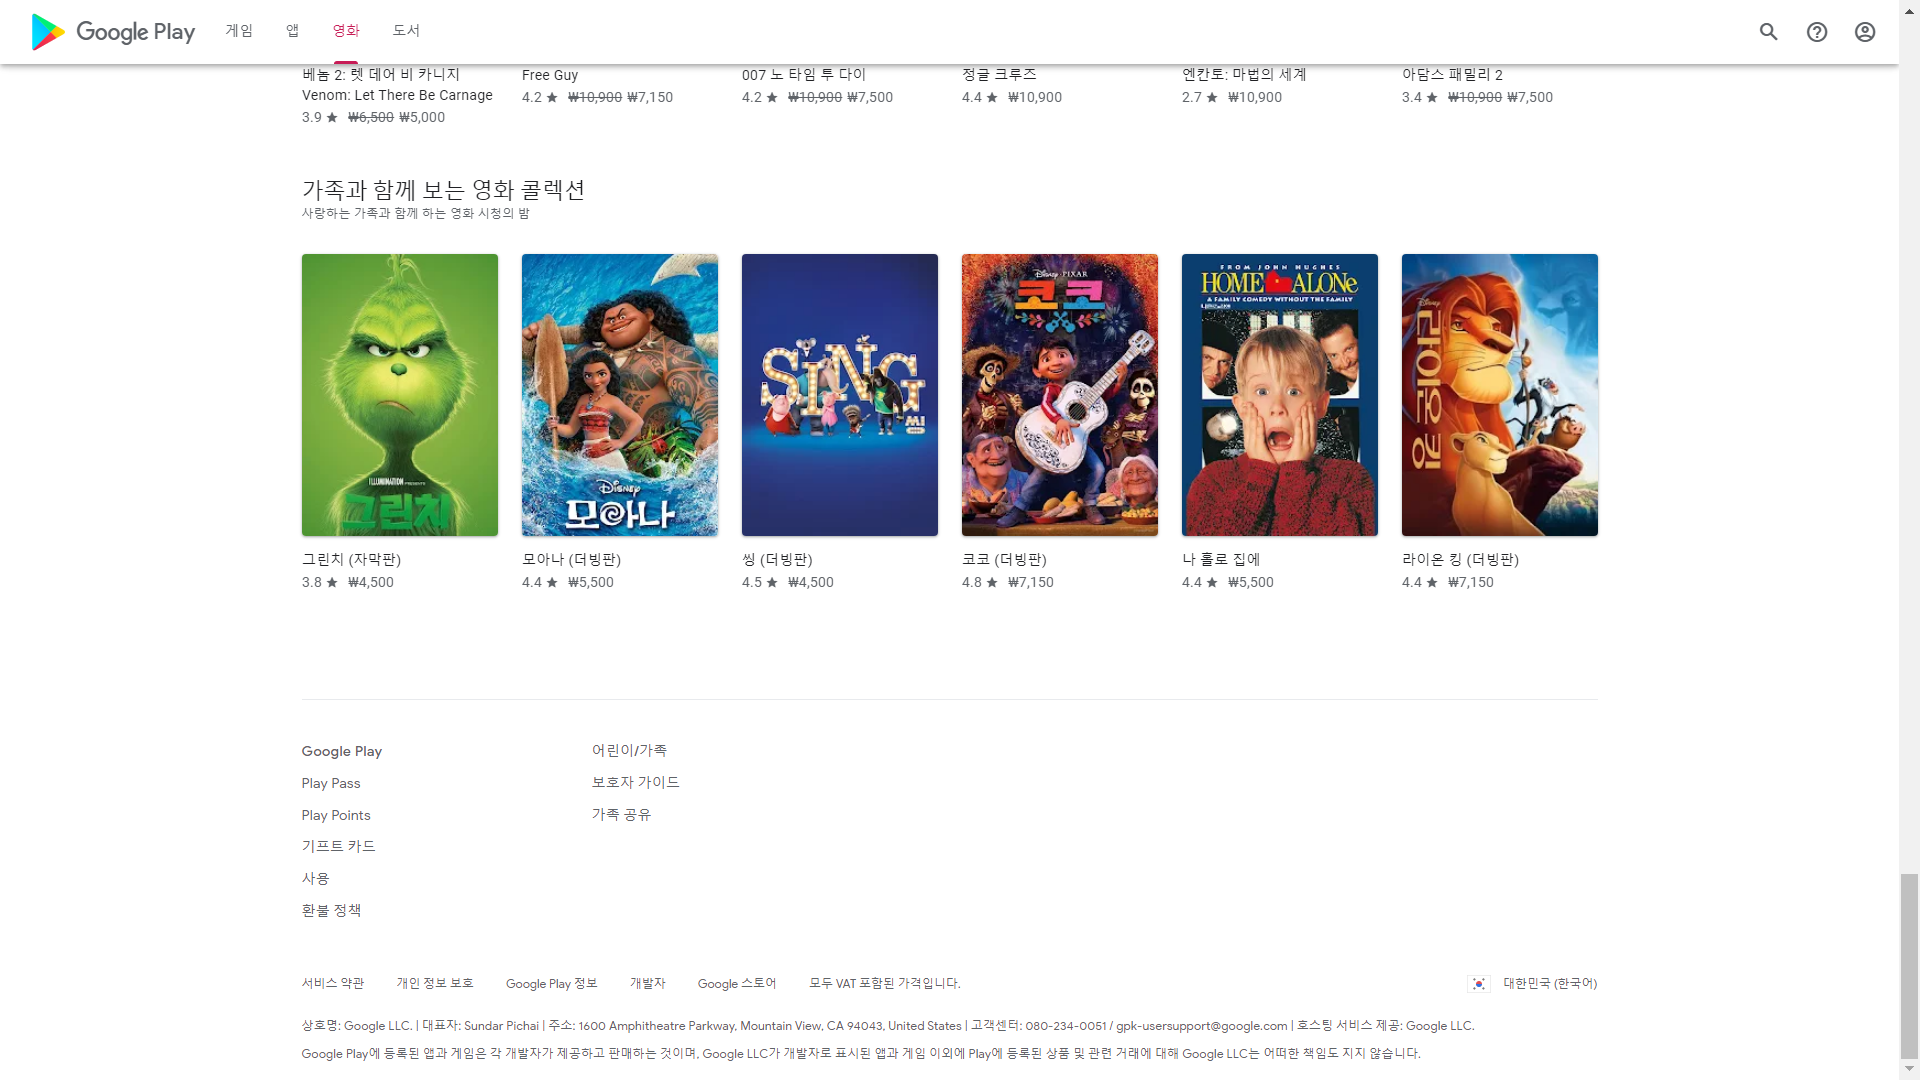 Google Play 게임 앱 영화 도서
베놈 2: 렛 데어 비 카니지 Free Guy 007 노 타임 투 다이 정글 크루즈 엔칸토: 마법의 세계 아담스 패밀리 2
Venom: Let There Be Carnage 4.2 ★ ₩10,900 ₩7,150 4.2 ★ ₩10,900 ₩7,500 4.4 ★ ₩10,900 2.7 ★ ₩10,900 3.4 ★ ₩10,900 ₩7,500
3.9 ★ ₩6,500 ₩5,000
가족과 함께 보는 영화 콜렉션
사랑하는 가족과 함께 하는 영화 시청의 밤
ILLUMINATION PRESENTS
그린치
Disney
모아나
SING
씽
Disney · PIXAR
코코
FROM JOHN HUGHES
HOME ALONe
A FAMILY COMEDY WITHOUT THE FAMILY
나홀로집에
Disney
라이온 킹
그린치 (자막판) 모아나 (더빙판) 씽 (더빙판) 코코 (더빙판) 나 홀로 집에 라이온 킹 (더빙판)
3.8 ★ ₩4,500 4.4 ★ ₩5,500 4.5 ★ ₩4,500 4.8 ★ ₩7,150 4.4 ★ ₩5,500 4.4 ★ ₩7,150
Google Play 어린이/가족
Play Pass 보호자 가이드
Play Points 가족 공유
기프트 카드
사용
환불 정책
서비스 약관 개인 정보 보호 Google Play 정보 개발자 Google 스토어 모두 VAT 포함된 가격입니다. 대한민국 (한국어)
상호명: Google LLC. | 대표자: Sundar Pichai | 주소: 1600 Amphitheatre Parkway, Mountain View, CA 94043, United States | 고객센터: 080-234-0051 / gpk-usersupport@google.com | 호스팅 서비스 제공: Google LLC.
Google Play에 등록된 앱과 게임은 각 개발자가 제공하고 판매하는 것이며, Google LLC가 개발자로 표시된 앱과 게임 이외에 Play에 등록된 상품 및 관련 거래에 대해 Google LLC는 어떠한 책임도 지지 않습니다.